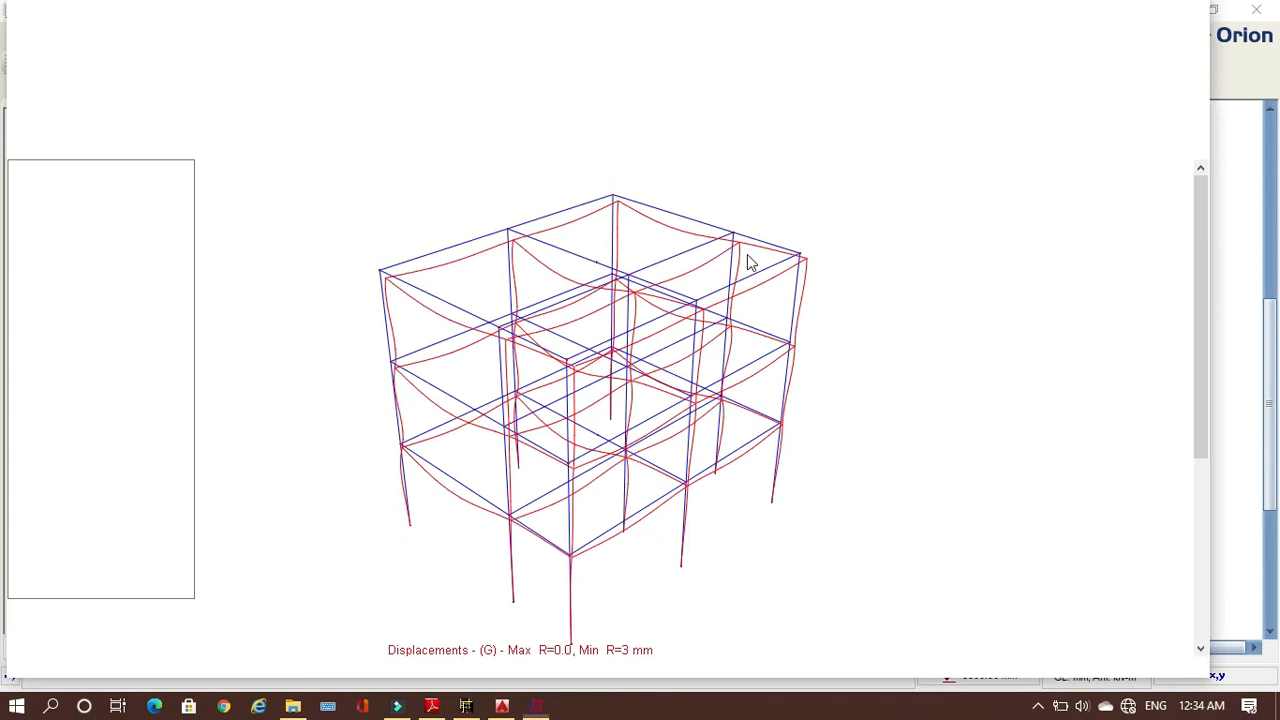 - Orion
Displacements - (G) - Max R=0.0, Min R=3 mm
x,y
ENG
12:34 AM